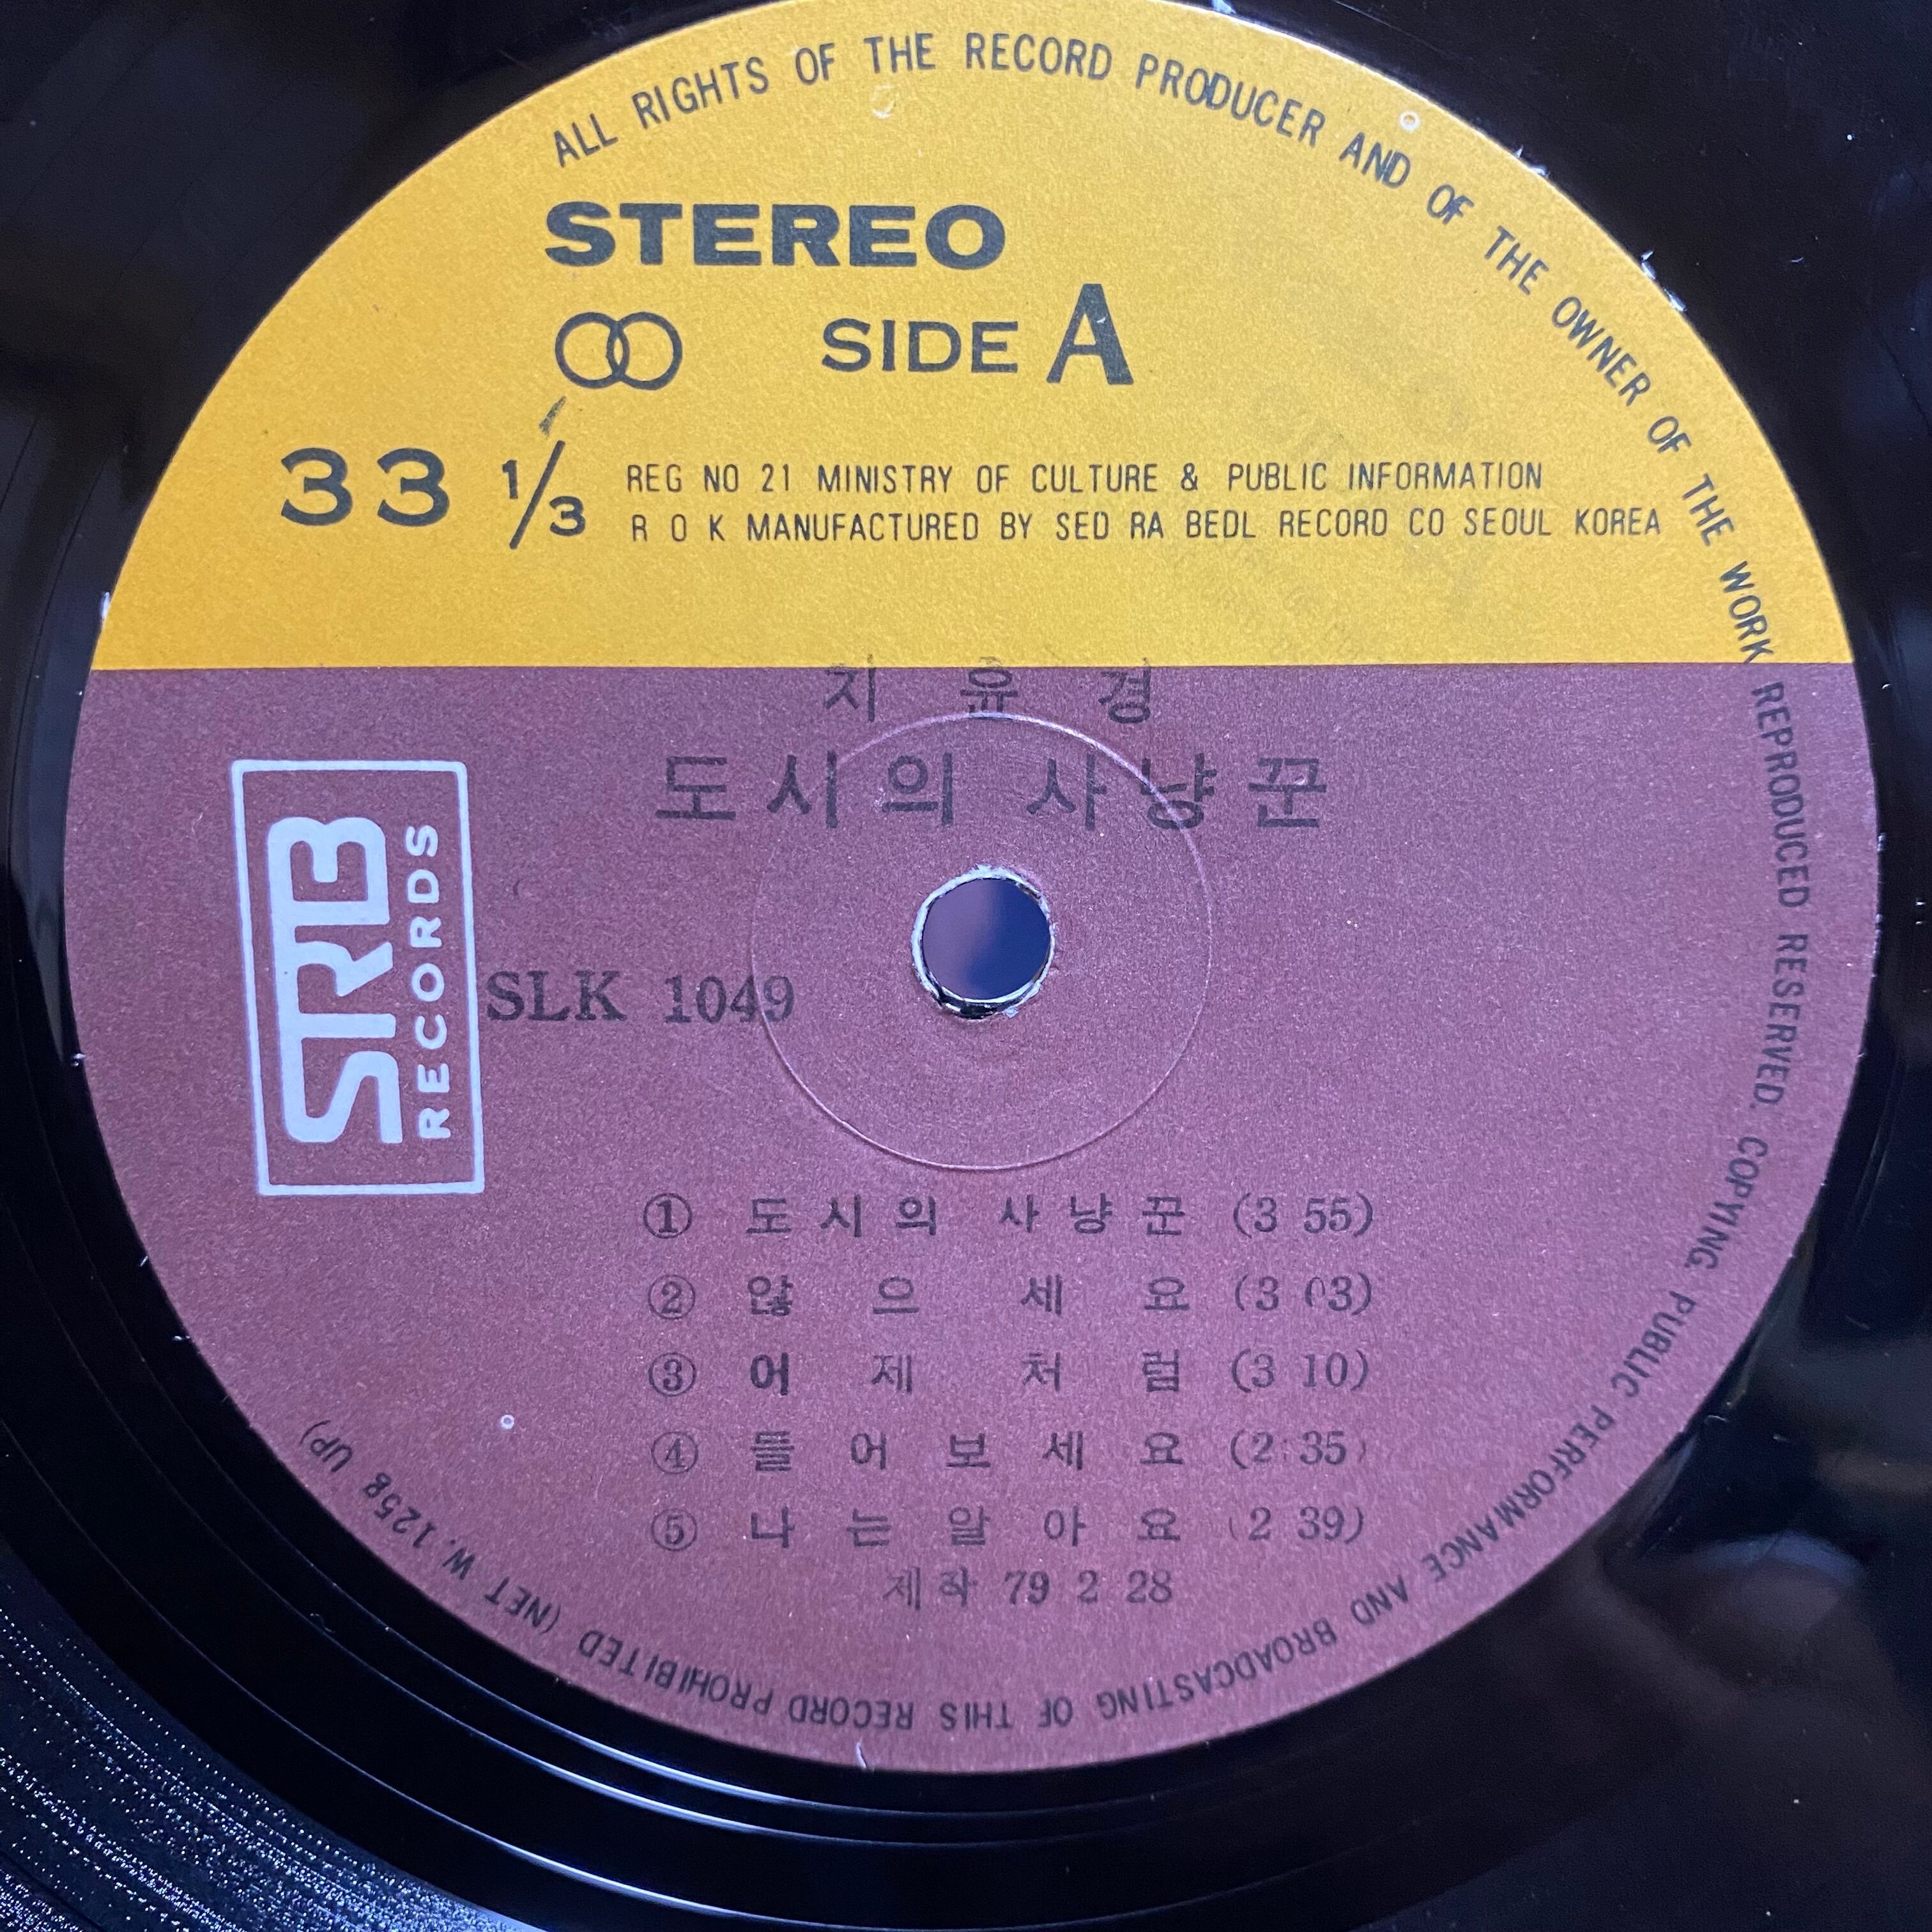 ALL RIGHTS OF THE RECORD PRODUCER AND OF THE OWNER OF THE WORK REPRODUCED RESERVED. COPYING. PUBLIC PERFORMANCE AND BROADCASTING OF THIS RECORD PROHIBITED (NET W. 125g UP)
STEREO
SIDE A
33 1/3
REG NO 21 MINISTRY OF CULTURE & PUBLIC INFORMATION
R O K MANUFACTURED BY SED RA BEDL RECORD CO SEOUL KOREA
지 윤 경
도시의 사냥꾼
STRB
RECORDS
SLK 1049
① 도시의 사냥꾼 (3 55)
② 않으세요 (3 03)
③ 어제처럼 (3 10)
④ 들어보세요 (2:35)
⑤ 나는알아요 (2 39)
제작 79 2 28